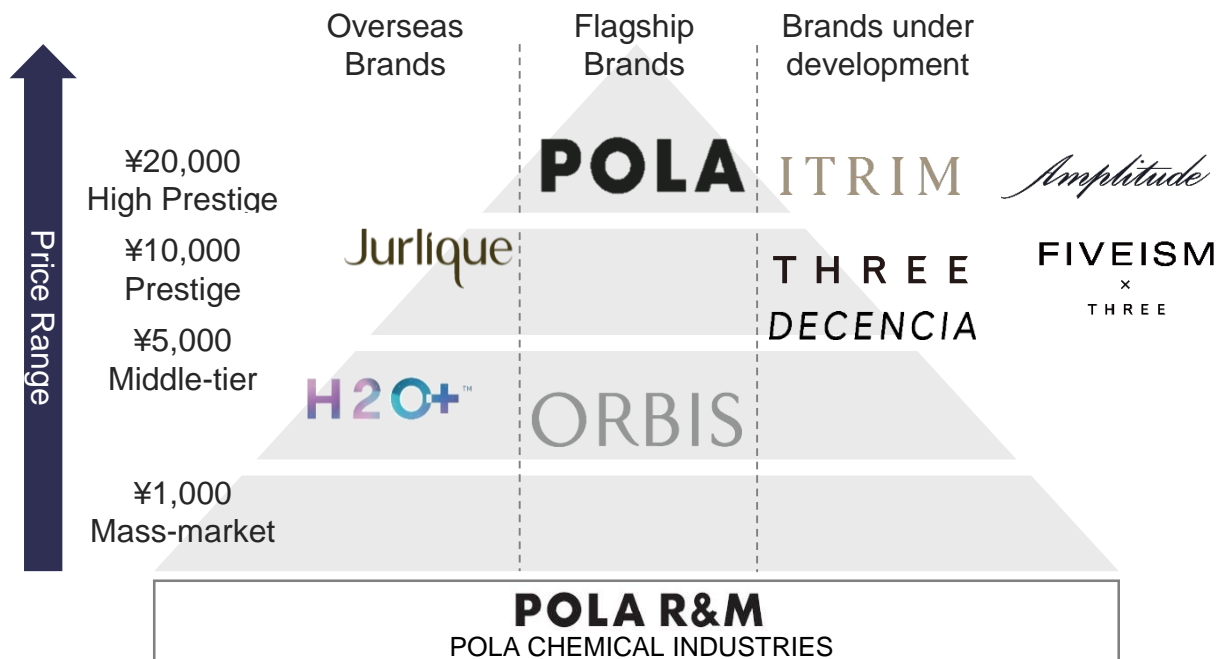 Overseas
Brands
Flagship
Brands
Brands under
development
Price Range
¥20,000
High Prestige
POLA
ITRIM
Amplitude
¥10,000
Prestige
Jurlique
THREE
FIVEISM
×
THREE
DECENCIA
¥5,000
Middle-tier
H2O+™
ORBIS
¥1,000
Mass-market
POLA R&M
POLA CHEMICAL INDUSTRIES